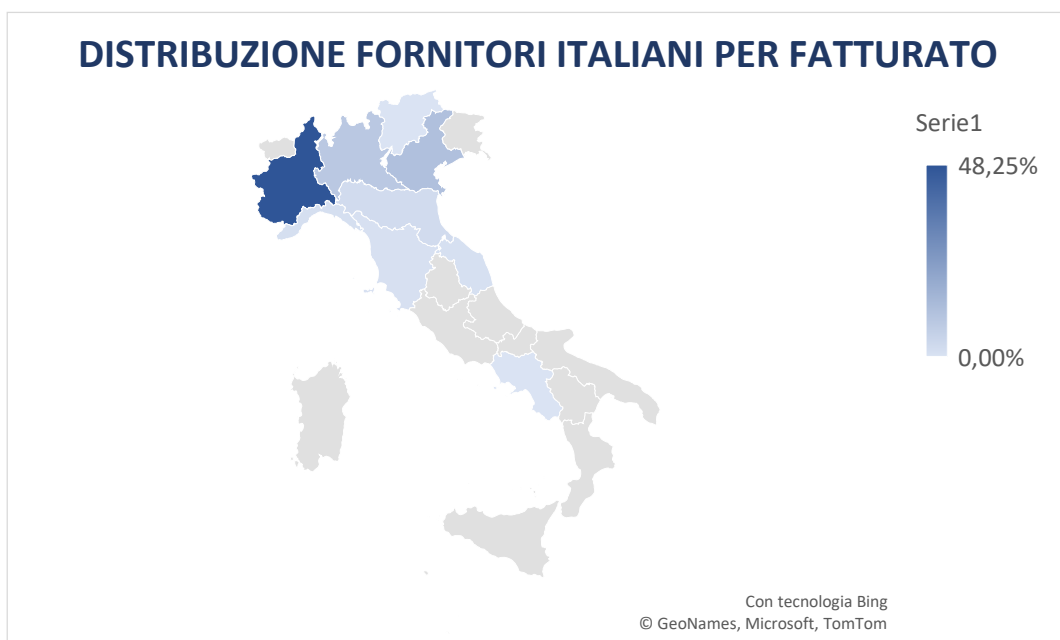 DISTRIBUZIONE FORNITORI ITALIANI PER FATTURATO
Serie1
48,25%
0,00%
Con tecnologia Bing
© GeoNames, Microsoft, TomTom